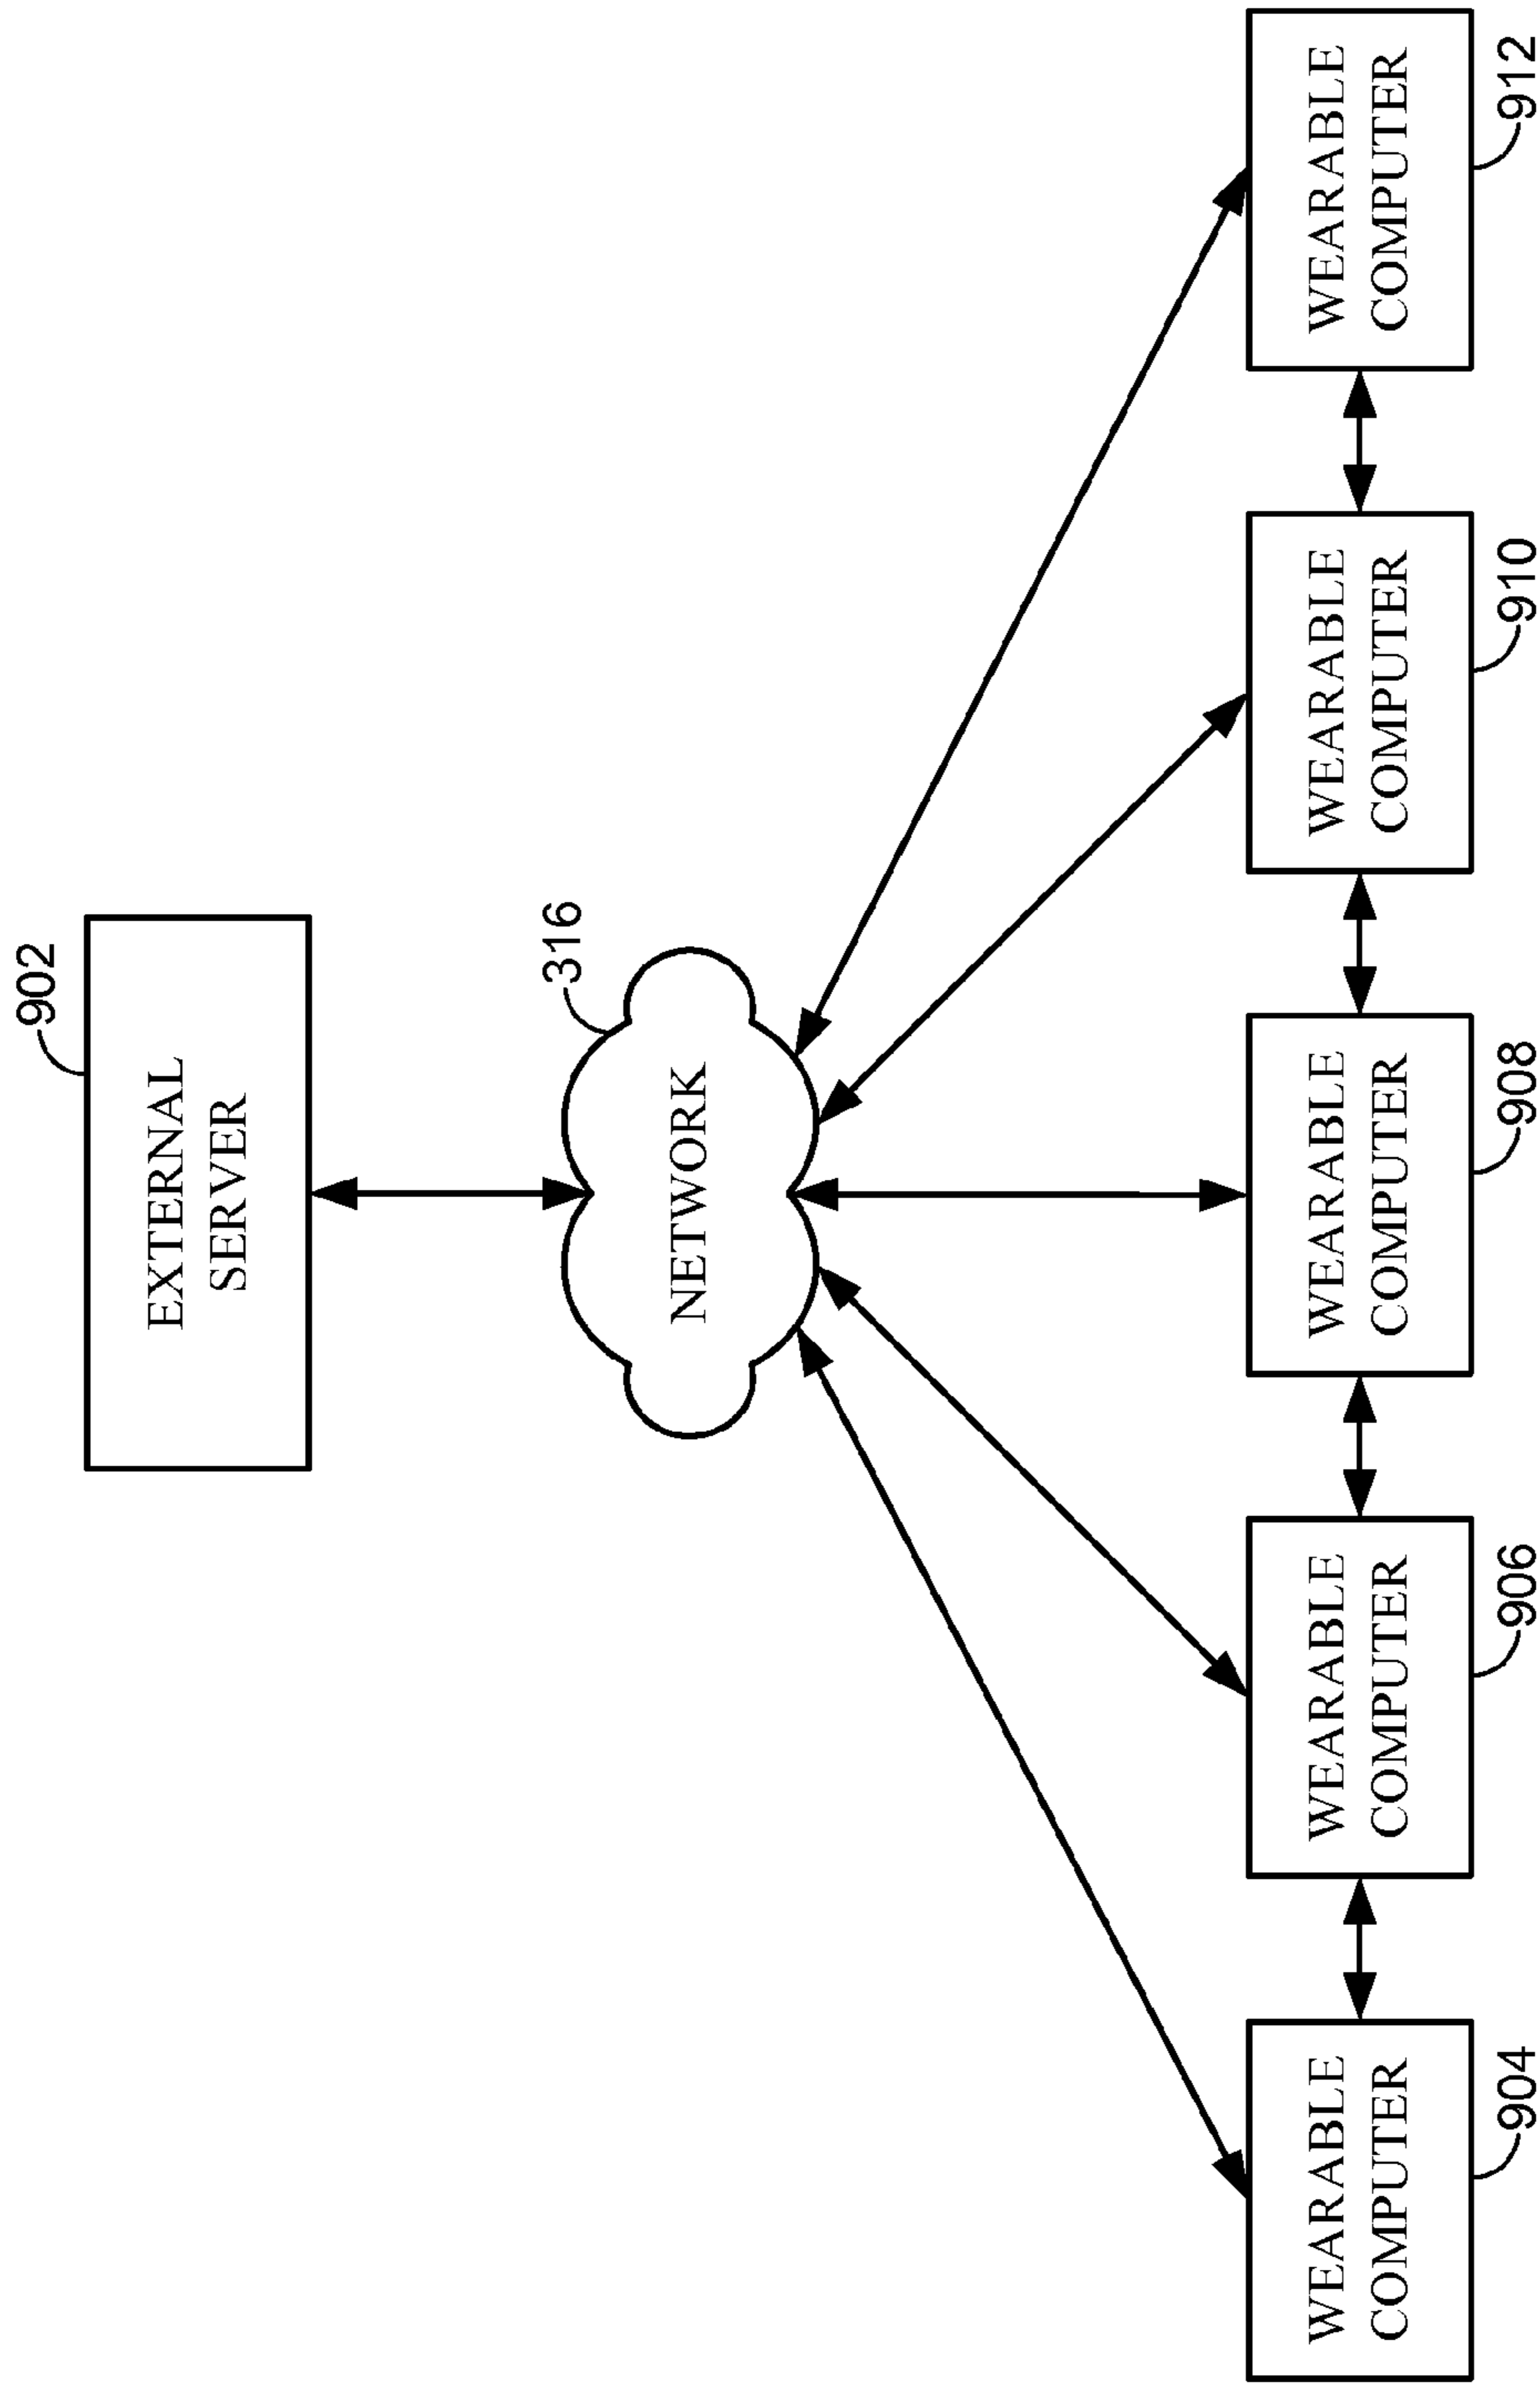 902
EXTERNAL
SERVER
316
NETWORK
WEARABLE
COMPUTER
904
WEARABLE
COMPUTER
906
WEARABLE
COMPUTER
908
WEARABLE
COMPUTER
910
WEARABLE
COMPUTER
912